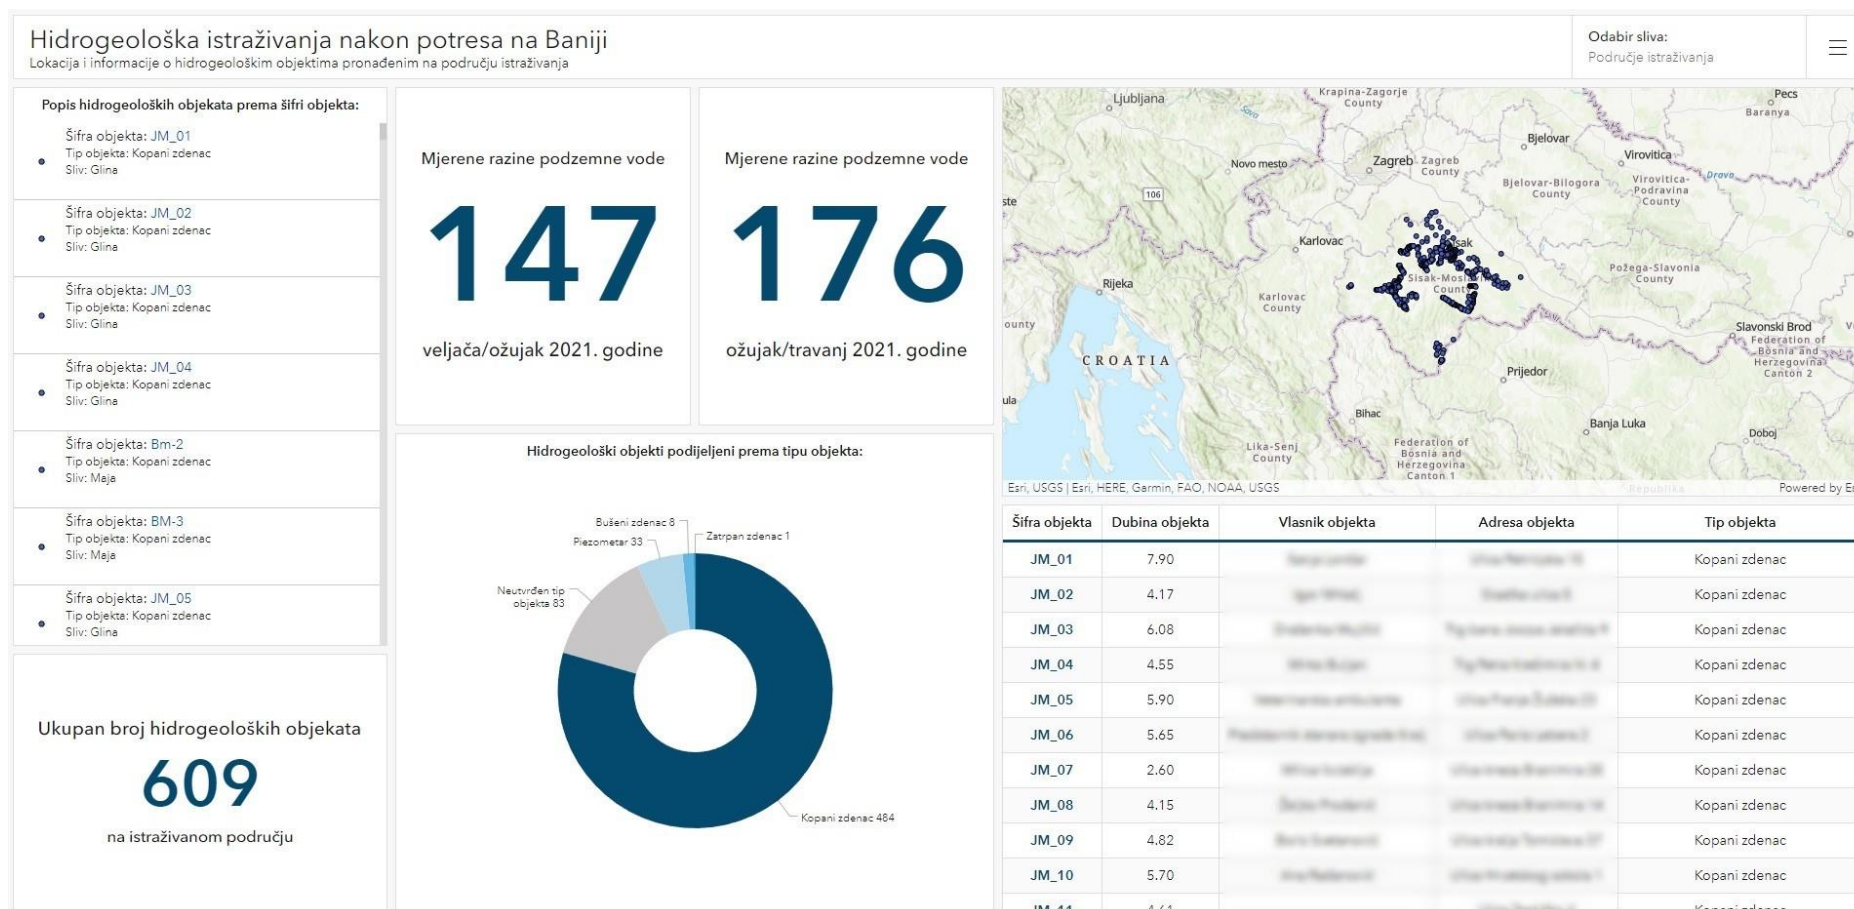 Hidrogeološka istraživanja nakon potresa na Baniji
Lokacija i informacije o hidrogeološkim objektima pronađenim na području istraživanja
Odabir sliva:
Područje istraživanja
Popis hidrogeoloških objekata prema šifri objekta:
Šifra objekta: JM_01
Tip objekta: Kopani zdenac
Sliv: Glina
Šifra objekta: JM_02
Tip objekta: Kopani zdenac
Sliv: Glina
Šifra objekta: JM_03
Tip objekta: Kopani zdenac
Sliv: Glina
Šifra objekta: JM_04
Tip objekta: Kopani zdenac
Sliv: Glina
Šifra objekta: Bm-2
Tip objekta: Kopani zdenac
Sliv: Maja
Šifra objekta: BM-3
Tip objekta: Kopani zdenac
Sliv: Maja
Šifra objekta: JM_05
Tip objekta: Kopani zdenac
Sliv: Glina
Ukupan broj hidrogeoloških objekata
609
na istraživanom području
Mjerene razine podzemne vode
147
veljača/ožujak 2021. godine
Mjerene razine podzemne vode
176
ožujak/travanj 2021. godine
Hidrogeološki objekti podijeljeni prema tipu objekta:
Bušeni zdenac 8
Zatrpan zdenac 1
Piezometar 33
Neutvrđen tip
objekta 83
Kopani zdenac 484
Ljubljana
Krapina-Zagorje
County
Pecs
Baranya
Sava
Bjelovar
Novo mesto
Zagreb
Zagreb
County
Virovitica
Drava
106
Bjelovar-Bilogora
County
Virovitica-
Podravina
County
ste
Karlovac
sak
Rijeka
Sisak-Moslavina
County
Požega-Slavonia
County
Karlovac
County
ounty
Slavonski Brod
CROATIA
Federation of
Bosnia and
Herzegovina
Canton 2
Prijedor
ula
Bihac
Banja Luka
Doboj
Lika-Senj
County
Federation of
Bosnia and
Herzegovina
Canton 1
Republika
Esri, USGS | Esri, HERE, Garmin, FAO, NOAA, USGS
Powered by Es
Šifra objekta Dubina objekta Vlasnik objekta Adresa objekta Tip objekta
JM_01 7.90 Kopani zdenac
JM_02 4.17 Kopani zdenac
JM_03 6.08 Kopani zdenac
JM_04 4.55 Kopani zdenac
JM_05 5.90 Kopani zdenac
JM_06 5.65 Kopani zdenac
JM_07 2.60 Kopani zdenac
JM_08 4.15 Kopani zdenac
JM_09 4.82 Kopani zdenac
JM_10 5.70 Kopani zdenac